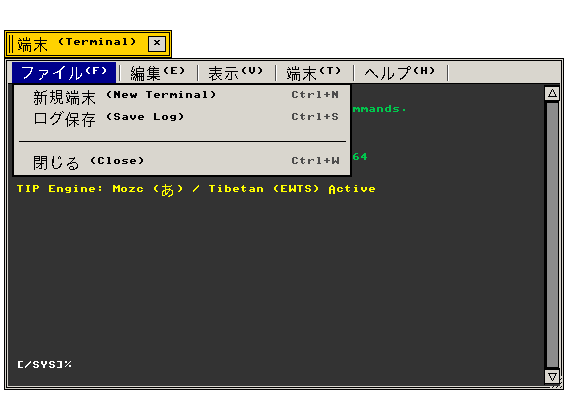 端末 (Terminal) ×
ファイル(F) 編集(E) 表示(V) 端末(T) ヘルプ(H)
新規端末 (New Terminal) Ctrl+N
mmands.
ログ保存 (Save Log) Ctrl+S
閉じる (Close) Ctrl+W
64
TIP Engine: Mozc (あ) / Tibetan (EWTS) Active
[/SYS]%